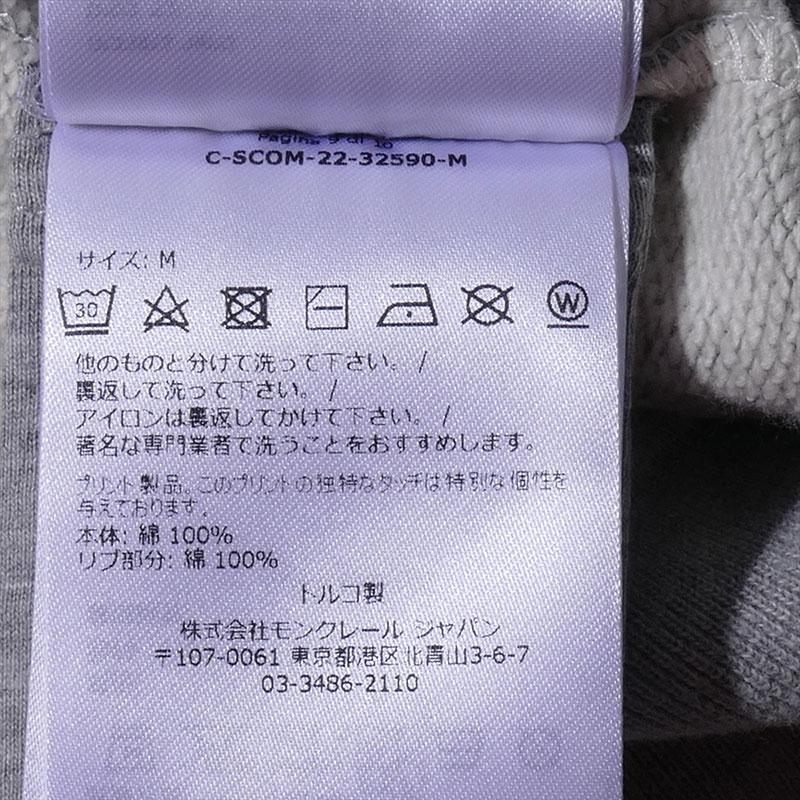 Pagina 9 di 10
C-SCOM-22-32590-M
サイズ: M
30
W
他のものと分けて洗って下さい。 /
裏返して洗って下さい。 /
アイロンは裏返してかけて下さい。 /
著名な専門業者で洗うことをおすすめします。
プリント製品。このプリントの独特なタッチは特別な個性を
与えております。
本体: 綿 100%
リブ部分: 綿 100%
トルコ製
株式会社モンクレール ジャパン
〒107-0061 東京都港区北青山3-6-7
03-3486-2110